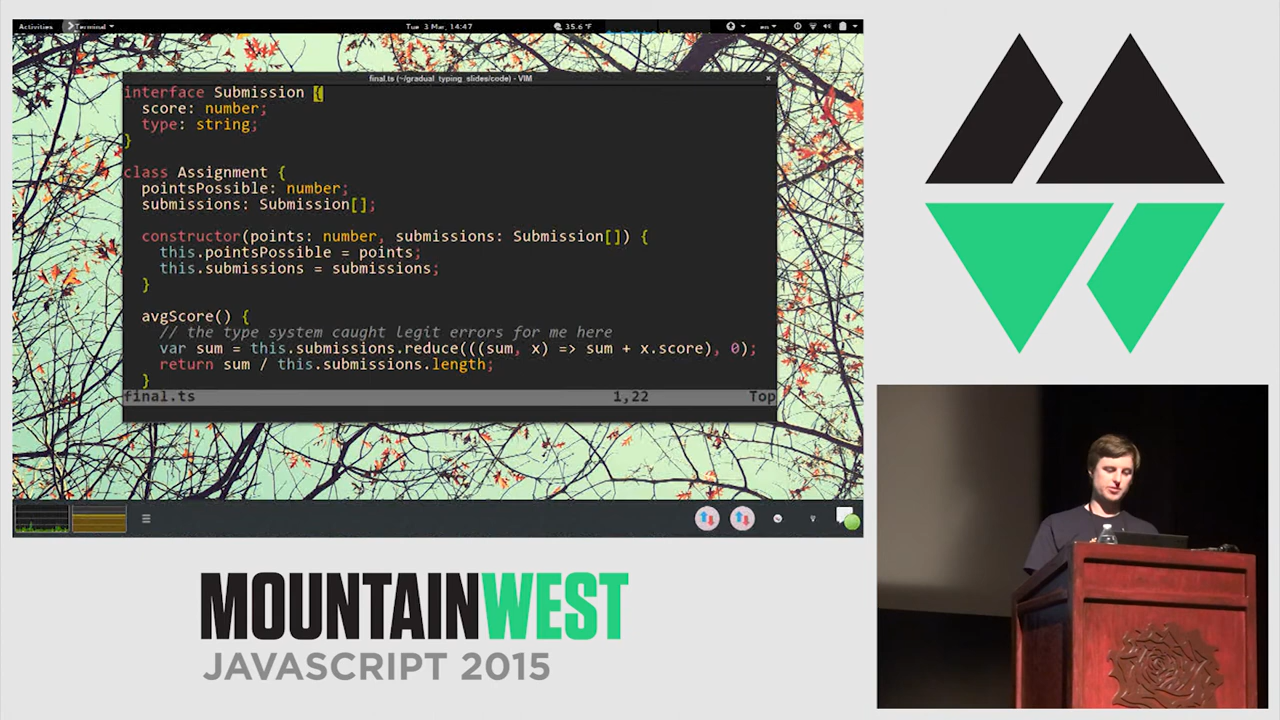 Activities
Terminal
Tue 3 Mar, 14:47
35.6 °F
en
final.ts (~/gradual_typing_slides/code) - VIM
interface Submission {
  score: number;
  type: string;
}
class Assignment {
  pointsPossible: number;
  submissions: Submission[];
  constructor(points: number, submissions: Submission[]) {
    this.pointsPossible = points;
    this.submissions = submissions;
  }
  avgScore() {
    // the type system caught legit errors for me here
    var sum = this.submissions.reduce(((sum, x) => sum + x.score), 0);
    return sum / this.submissions.length;
  }
final.ts 1,22 Top
MOUNTAINWEST
JAVASCRIPT 2015